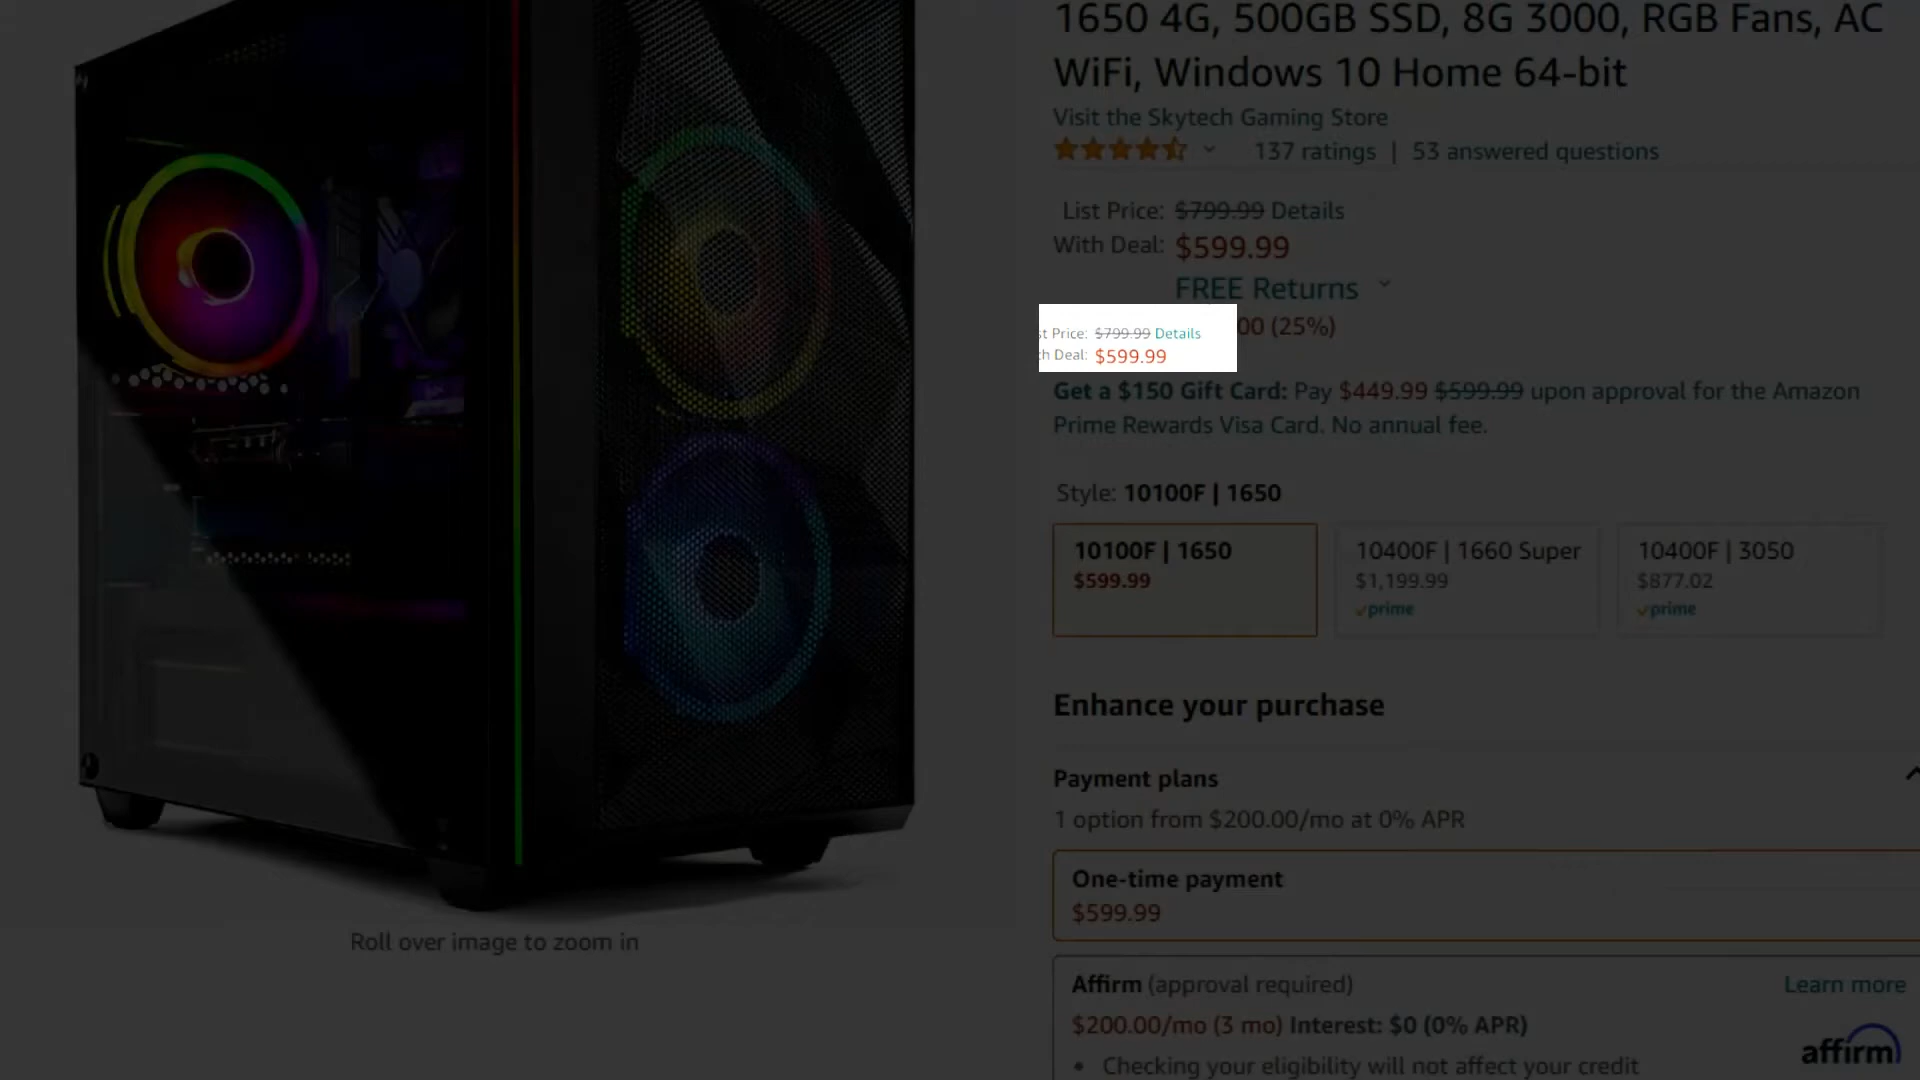 1650 4G, 500GB SSD, 8G 3000, RGB Fans, AC
WiFi, Windows 10 Home 64-bit
Visit the Skytech Gaming Store
137 ratings | 53 answered questions
List Price: $799.99 Details
With Deal: $599.99
FREE Returns
st Price: $799.99 Details
00 (25%)
th Deal: $599.99
Get a $150 Gift Card: Pay $449.99 $599.99 upon approval for the Amazon
Prime Rewards Visa Card. No annual fee.
Style: 10100F | 1650
10100F | 1650
$599.99
10400F | 1660 Super
$1,199.99
prime
10400F | 3050
$877.02
prime
Enhance your purchase
Payment plans
1 option from $200.00/mo at 0% APR
One-time payment
$599.99
Affirm (approval required)
Learn more
$200.00/mo (3 mo) Interest: $0 (0% APR)
• Checking your eligibility will not affect your credit
affirm
Roll over image to zoom in